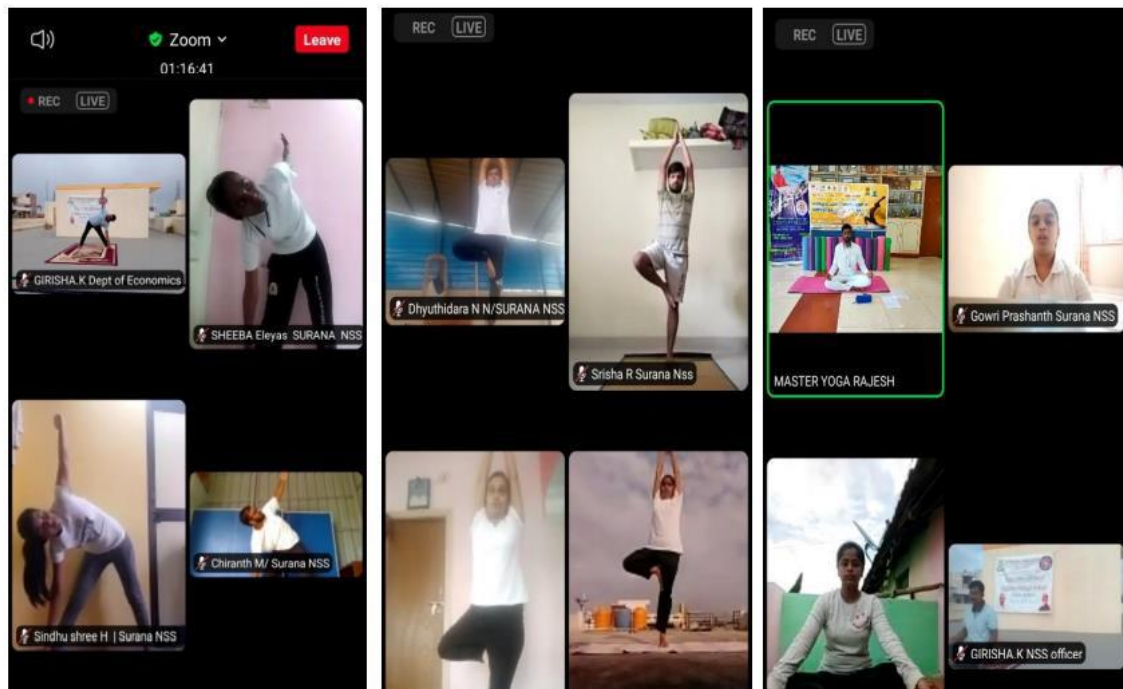 Zoom
Leave
01:16:41
REC LIVE
GIRISHA.K Dept of Economics
SHEEBA Eleyas SURANA NSS
Sindhu shree H | Surana NSS
Chiranth M/ Surana NSS
REC LIVE
Dhyuthidara N N/SURANA NSS
Srisha R Surana Nss
REC LIVE
MASTER YOGA RAJESH
Gowri Prashanth Surana NSS
GIRISHA.K NSS officer